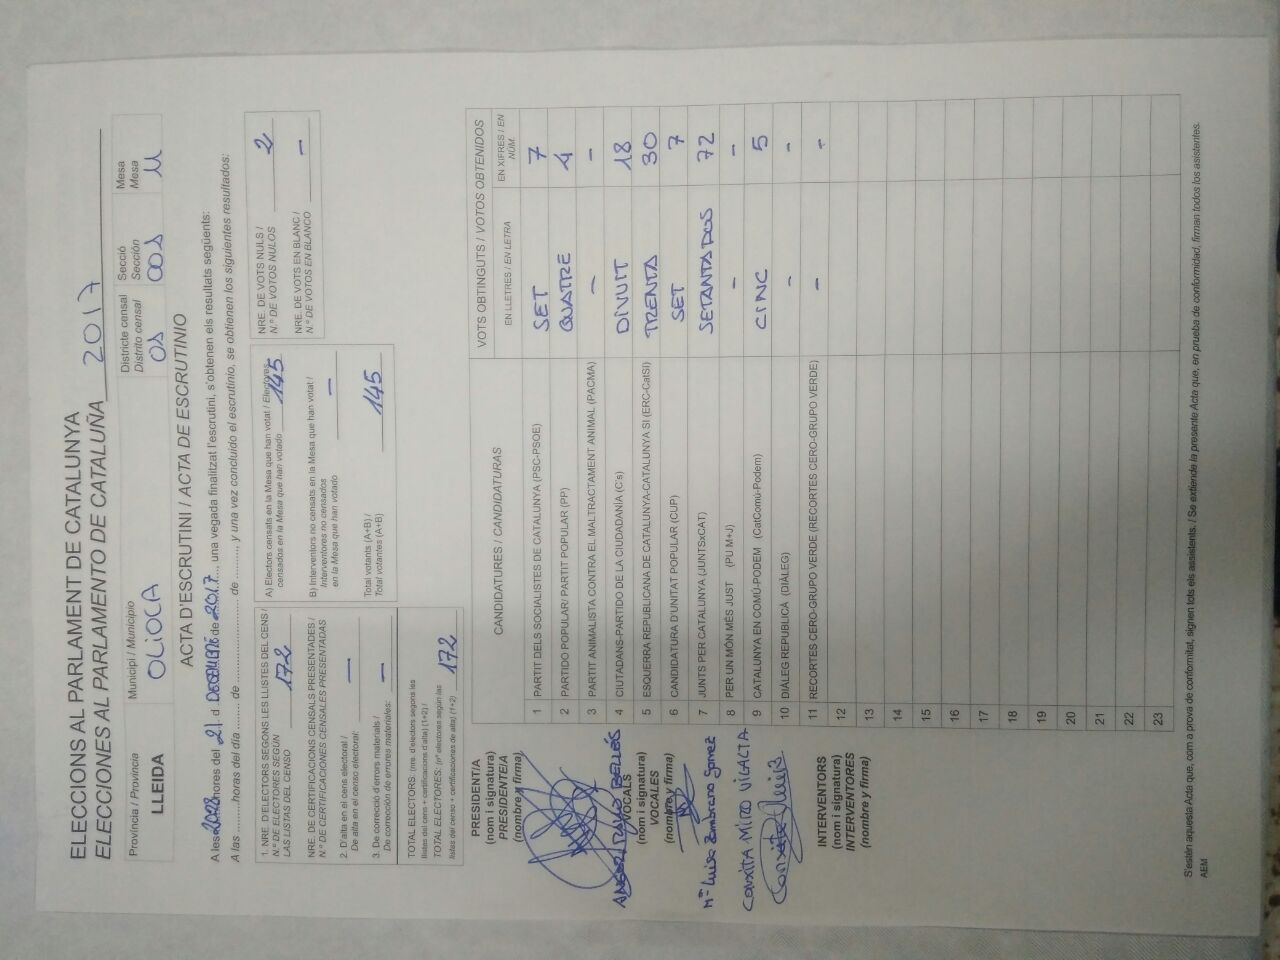 ELECCIONS AL PARLAMENT DE CATALUNYA
ELECCIONES AL PARLAMENTO DE CATALUÑA 2017
Província / Provincia
LLEIDA
Municipi / Municipio
OLIOLA
Districte censal
Distrito censal
01
Secció
Sección
001
Mesa
Mesa
U
ACTA D'ESCRUTINI / ACTA DE ESCRUTINIO
A les 20:28 hores del 21 d DESEMBRE de 2017, una vegada finalitzat l'escrutini, s'obtenen els resultats següents:
A las ............horas del día......... de ........................ de .........., y una vez concluido el escrutinio, se obtienen los siguientes resultados:
1. NRE. D'ELECTORS SEGONS LES LLISTES DEL CENS /
N.º DE ELECTORES SEGÚN
LAS LISTAS DEL CENSO 172
NRE. DE CERTIFICACIONS CENSALS PRESENTADES /
N.º DE CERTIFICACIONES CENSALES PRESENTADAS
2. D'alta en el cens electoral /
De alta en el censo electoral: —
3. De correcció d'errors materials /
De corrección de errores materiales: —
TOTAL ELECTORS: (nre. d'electors segons les
llistes del cens + certificacions d'alta) (1+2) /
TOTAL ELECTORES: (nº electores según las
listas del censo + certificaciones de alta) (1+2) 172
A) Electors censats en la Mesa que han votat / Electores
censados en la Mesa que han votado 145
B) Interventors no censats en la Mesa que han votat /
Interventores no censados
en la Mesa que han votado —
Total votants (A+B) /
Total votantes (A+B) 145
NRE. DE VOTS NULS /
N.º DE VOTOS NULOS 2
NRE. DE VOTS EN BLANC /
N.º DE VOTOS EN BLANCO —
CANDIDATURES / CANDIDATURAS
VOTS OBTINGUTS / VOTOS OBTENIDOS
EN LLETRES / EN LETRA
EN XIFRES / EN
NÚM.
1 PARTIT DELS SOCIALISTES DE CATALUNYA (PSC-PSOE) SET 7
2 PARTIDO POPULAR/ PARTIT POPULAR (PP) QUATRE 4
3 PARTIT ANIMALISTA CONTRA EL MALTRACTAMENT ANIMAL (PACMA) — —
4 CIUTADANS-PARTIDO DE LA CIUDADANÍA (C's) DIVUIT 18
5 ESQUERRA REPUBLICANA DE CATALUNYA-CATALUNYA SÍ (ERC-CatSÍ) TRENTA 30
6 CANDIDATURA D'UNITAT POPULAR (CUP) SET 7
7 JUNTS PER CATALUNYA (JUNTSxCAT) SETANTA DOS 72
8 PER UN MÓN MÉS JUST (PU M+J) — —
9 CATALUNYA EN COMÚ-PODEM (CatComú-Podem) CINC 5
10 DIÀLEG REPUBLICÀ (DIÀLEG) — —
11 RECORTES CERO-GRUPO VERDE (RECORTES CERO-GRUPO VERDE) — —
12
13
14
15
16
17
18
19
20
21
22
23
PRESIDENT/A
(nom i signatura)
PRESIDENTE/A
(nombre y firma)
VOCALS
(nom i signatura)
VOCALES
(nombre y firma)
Mª Luisa Zambrano Gomez
CONXITA MIRO VILALTA
INTERVENTORS
(nom i signatura)
INTERVENTORES
(nombre y firma)
S'estén aquesta Acta que, com a prova de conformitat, signen tots els assistents. / Se extiende la presente Acta que, en prueba de conformidad, firman todos los asistentes.
AEM